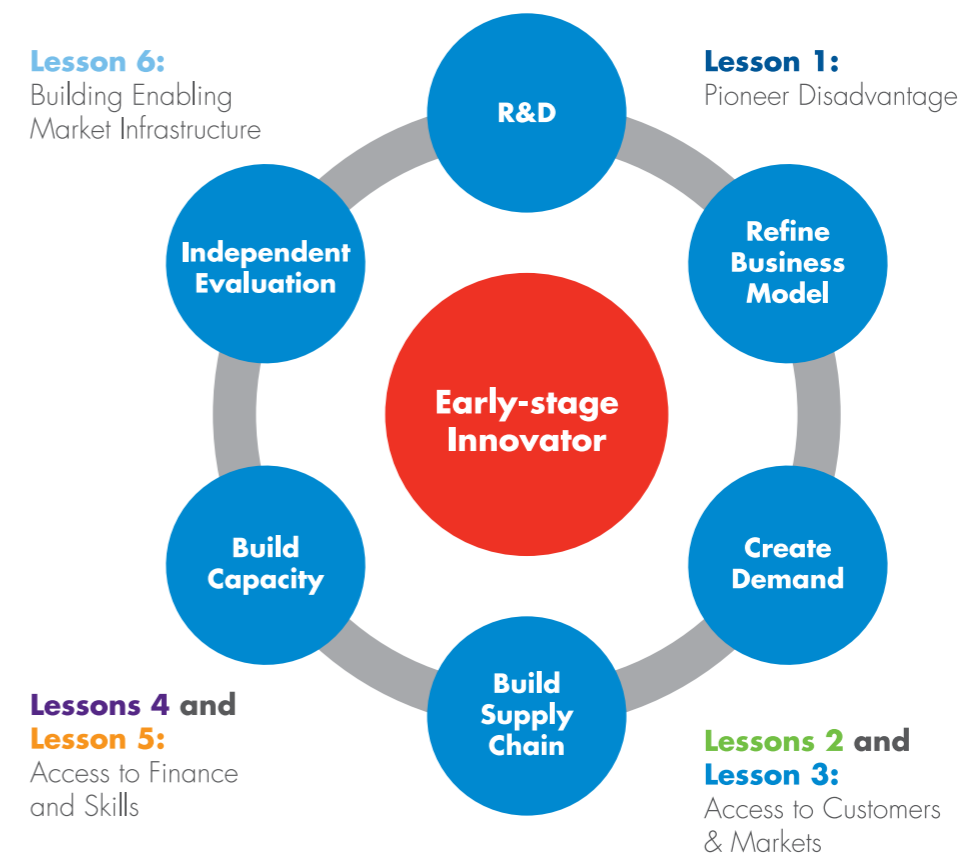 Lesson 6:
Building Enabling
Market Infrastructure
R&D
Lesson 1:
Pioneer Disadvantage
Independent
Evaluation
Refine
Business
Model
Early-stage
Innovator
Build
Capacity
Create
Demand
Build
Supply
Chain
Lessons 4 and
Lesson 5:
Access to Finance
and Skills
Lessons 2 and
Lesson 3:
Access to Customers
& Markets